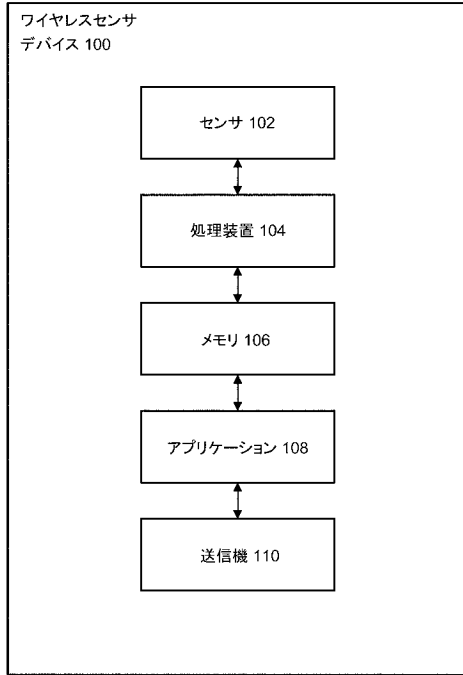 ワイヤレスセンサ
デバイス 100
センサ 102
処理装置 104
メモリ 106
アプリケーション 108
送信機 110